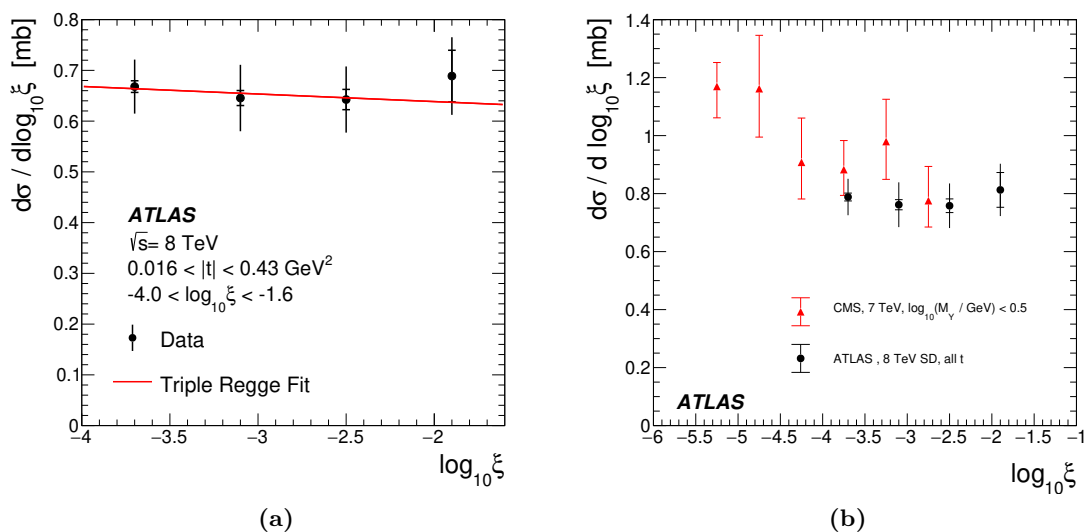 dσ / dlog₁₀ξ [mb]
0.8
0.7
0.6
0.5
0.4
0.3
0.2
0.1
0
ATLAS
√s= 8 TeV
0.016 < |t| < 0.43 GeV²
-4.0 < log₁₀ξ < -1.6
Data
Triple Regge Fit
−4 −3.5 −3 −2.5 −2
log₁₀ξ
(a)
dσ / d log₁₀ξ [mb]
1.4
1.2
1
0.8
0.6
0.4
0.2
0
CMS, 7 TeV, log₁₀(M_Y / GeV) < 0.5
ATLAS , 8 TeV SD, all t
ATLAS
−6 −5.5 −5 −4.5 −4 −3.5 −3 −2.5 −2 −1.5 −1
log₁₀ξ
(b)